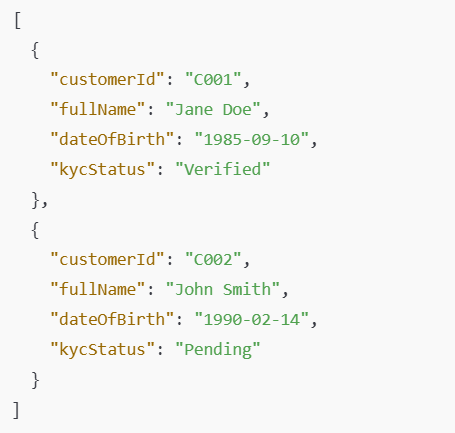 [
  {
    "customerId": "C001",
    "fullName": "Jane Doe",
    "dateOfBirth": "1985-09-10",
    "kycStatus": "Verified"
  },
  {
    "customerId": "C002",
    "fullName": "John Smith",
    "dateOfBirth": "1990-02-14",
    "kycStatus": "Pending"
  }
]